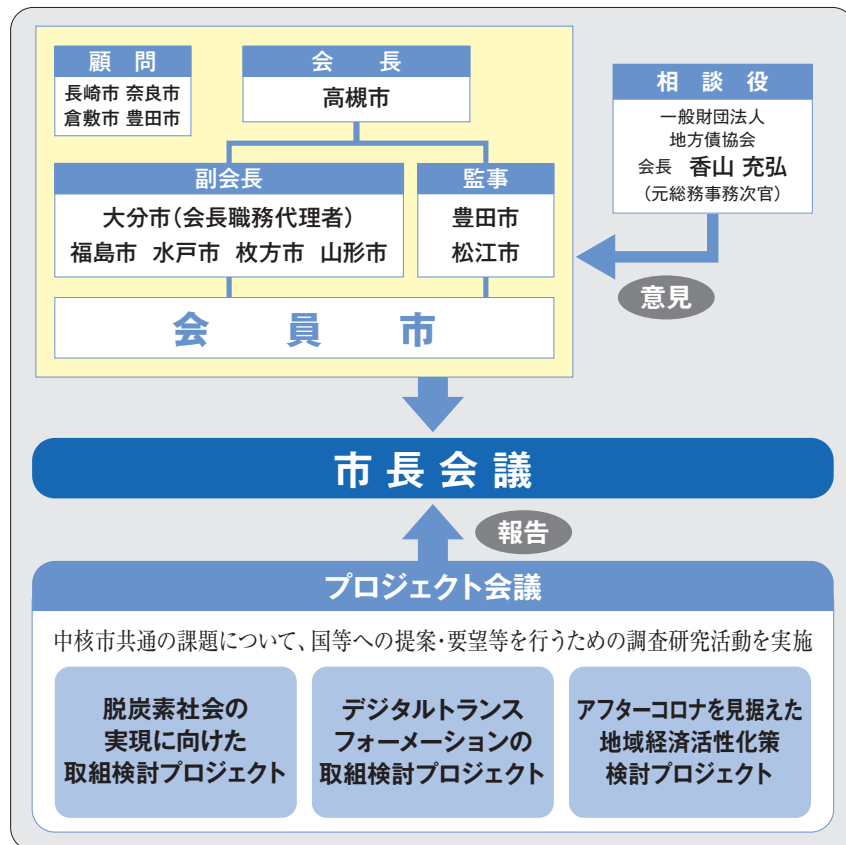 顧問
長崎市 奈良市
倉敷市 豊田市
会長
高槻市
相談役
一般財団法人
地方債協会
会長 香山 充弘
(元総務事務次官)
副会長
大分市(会長職務代理者)
福島市 水戸市 枚方市 山形市
監事
豊田市
松江市
意見
会員市
市長会議
報告
プロジェクト会議
中核市共通の課題について、国等への提案・要望等を行うための調査研究活動を実施
脱炭素社会の
実現に向けた
取組検討プロジェクト
デジタルトランス
フォーメーションの
取組検討プロジェクト
アフターコロナを見据えた
地域経済活性化策
検討プロジェクト